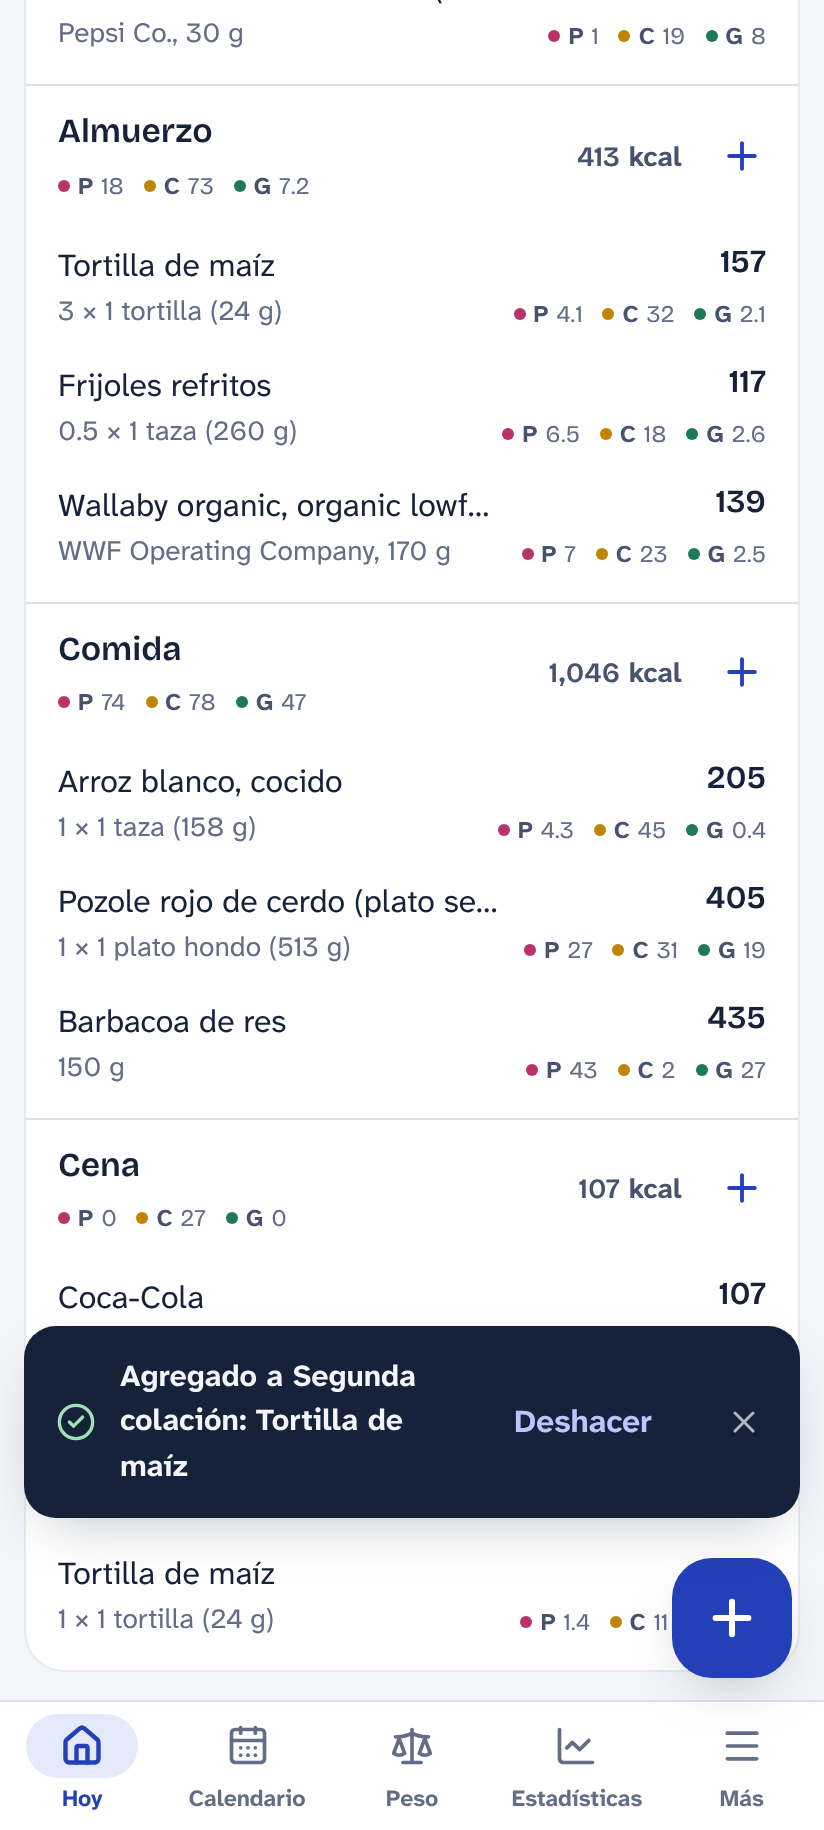 Pepsi Co., 30 g
P 1 C 19 G 8
Almuerzo
413 kcal
P 18 C 73 G 7.2
Tortilla de maíz
157
3 × 1 tortilla (24 g)
P 4.1 C 32 G 2.1
Frijoles refritos
117
0.5 × 1 taza (260 g)
P 6.5 C 18 G 2.6
Wallaby organic, organic lowf...
139
WWF Operating Company, 170 g
P 7 C 23 G 2.5
Comida
1,046 kcal
P 74 C 78 G 47
Arroz blanco, cocido
205
1 × 1 taza (158 g)
P 4.3 C 45 G 0.4
Pozole rojo de cerdo (plato se...
405
1 × 1 plato hondo (513 g)
P 27 C 31 G 19
Barbacoa de res
435
150 g
P 43 C 2 G 27
Cena
107 kcal
P 0 C 27 G 0
Coca-Cola
107
Agregado a Segunda
colación: Tortilla de
maíz
Deshacer
Tortilla de maíz
1 × 1 tortilla (24 g)
P 1.4 C 11
Hoy
Calendario
Peso
Estadísticas
Más